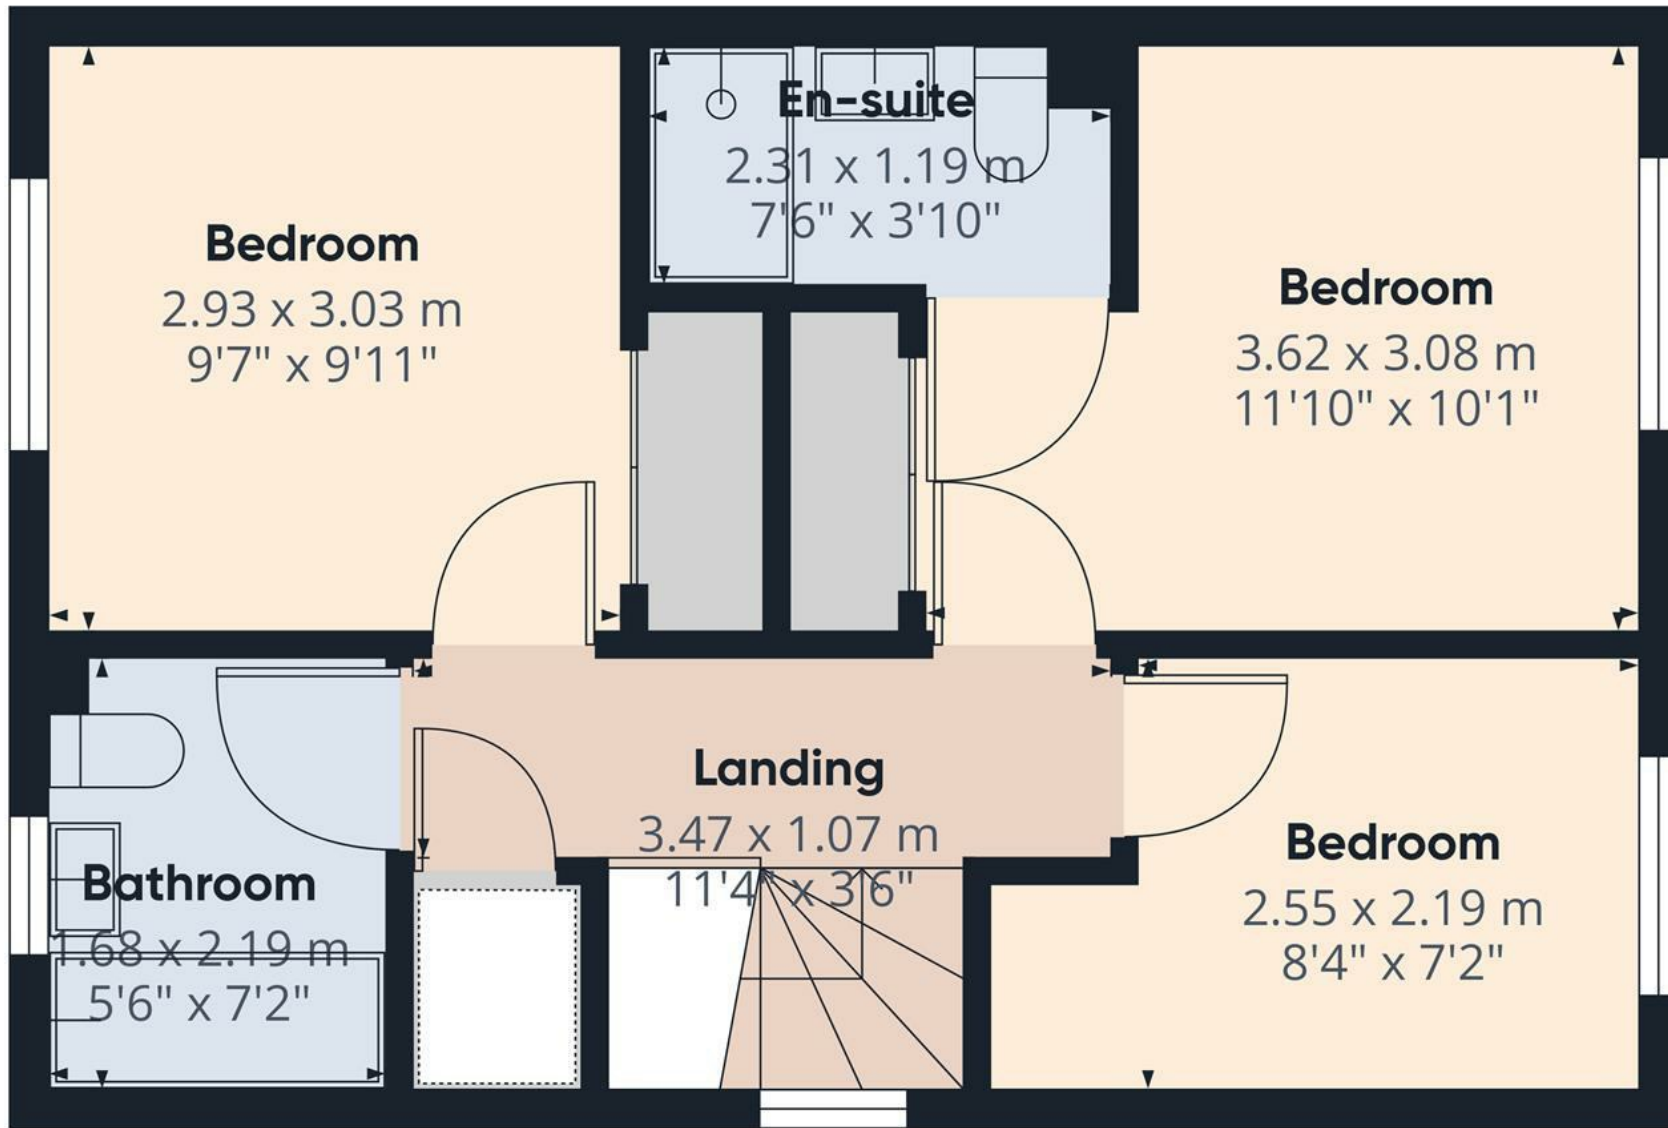 En-suite
2.31 x 1.19 m
7'6" x 3'10"
Bedroom
2.93 x 3.03 m
9'7" x 9'11"
Bedroom
3.62 x 3.08 m
11'10" x 10'1"
Landing
3.47 x 1.07 m
11'4" x 3'6"
Bedroom
2.55 x 2.19 m
8'4" x 7'2"
Bathroom
1.68 x 2.19 m
5'6" x 7'2"